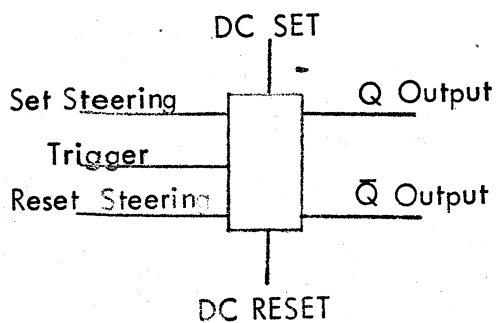 DC SET
Set Steering
Q Output
Trigger
Reset Steering
Q̅ Output
DC RESET